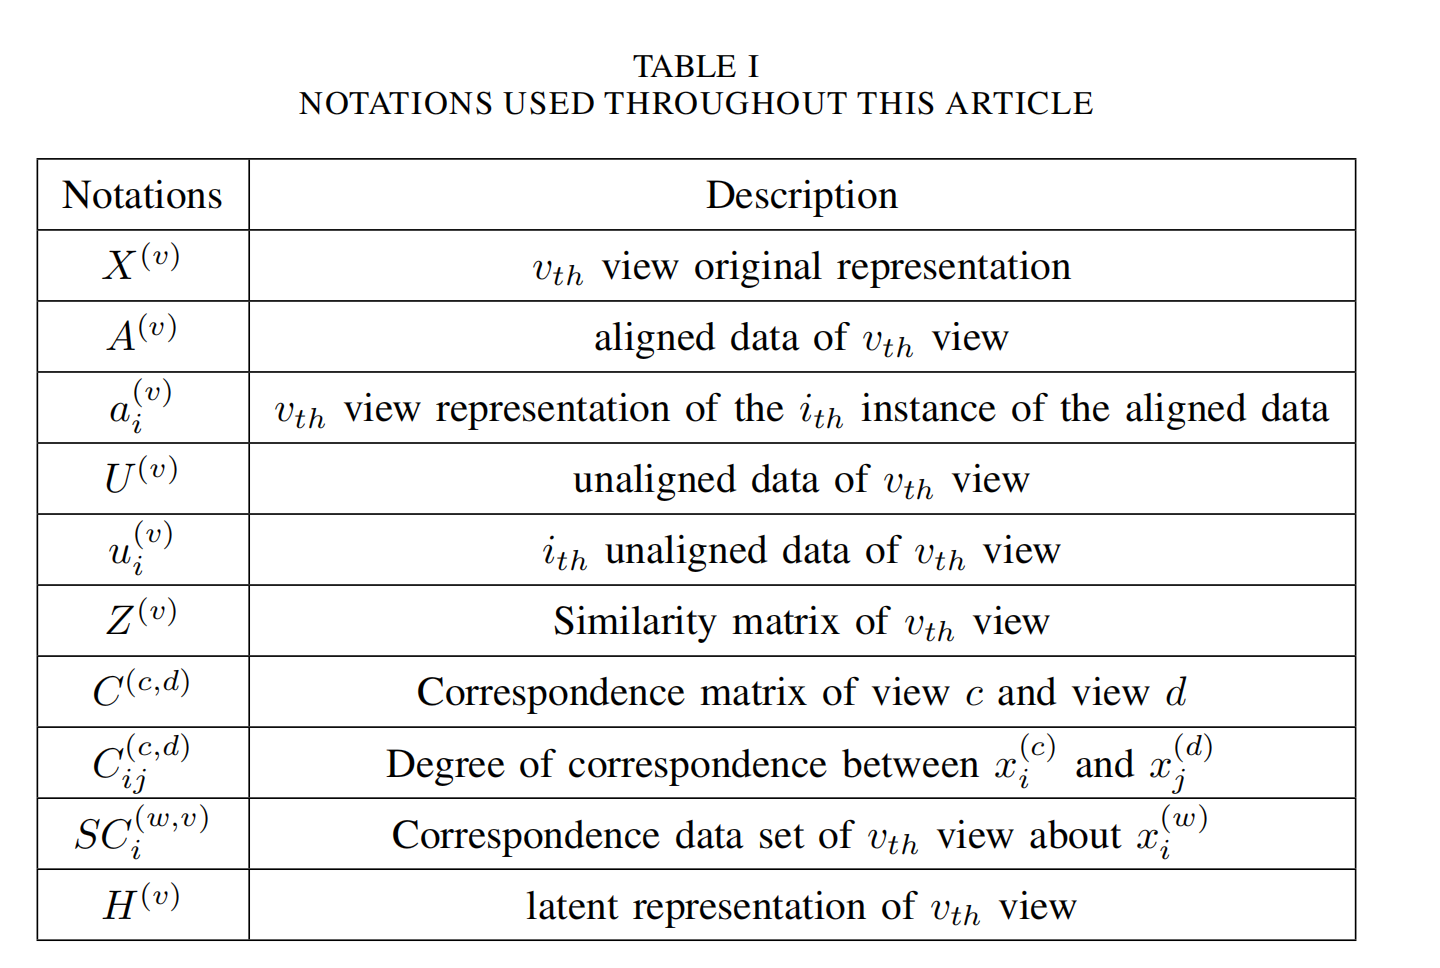 TABLE I
NOTATIONS USED THROUGHOUT THIS ARTICLE
Notations Description
$X^{(v)}$ $v_{th}$ view original representation
$A^{(v)}$ aligned data of $v_{th}$ view
$a_i^{(v)}$ $v_{th}$ view representation of the $i_{th}$ instance of the aligned data
$U^{(v)}$ unaligned data of $v_{th}$ view
$u_i^{(v)}$ $i_{th}$ unaligned data of $v_{th}$ view
$Z^{(v)}$ Similarity matrix of $v_{th}$ view
$C^{(c,d)}$ Correspondence matrix of view $c$ and view $d$
$C_{ij}^{(c,d)}$ Degree of correspondence between $x_i^{(c)}$ and $x_j^{(d)}$
$SC_i^{(w,v)}$ Correspondence data set of $v_{th}$ view about $x_i^{(w)}$
$H^{(v)}$ latent representation of $v_{th}$ view